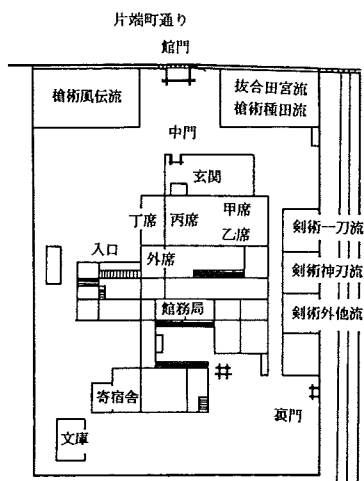 片端町通り
館門
槍術風伝流
抜合田宮流
槍術種田流
中門
玄関
甲席
丁席
丙席
乙席
剣術一刀流
入口
外席
剣術神刃流
館務局
剣術外他流
寄宿舎
裏門
文庫